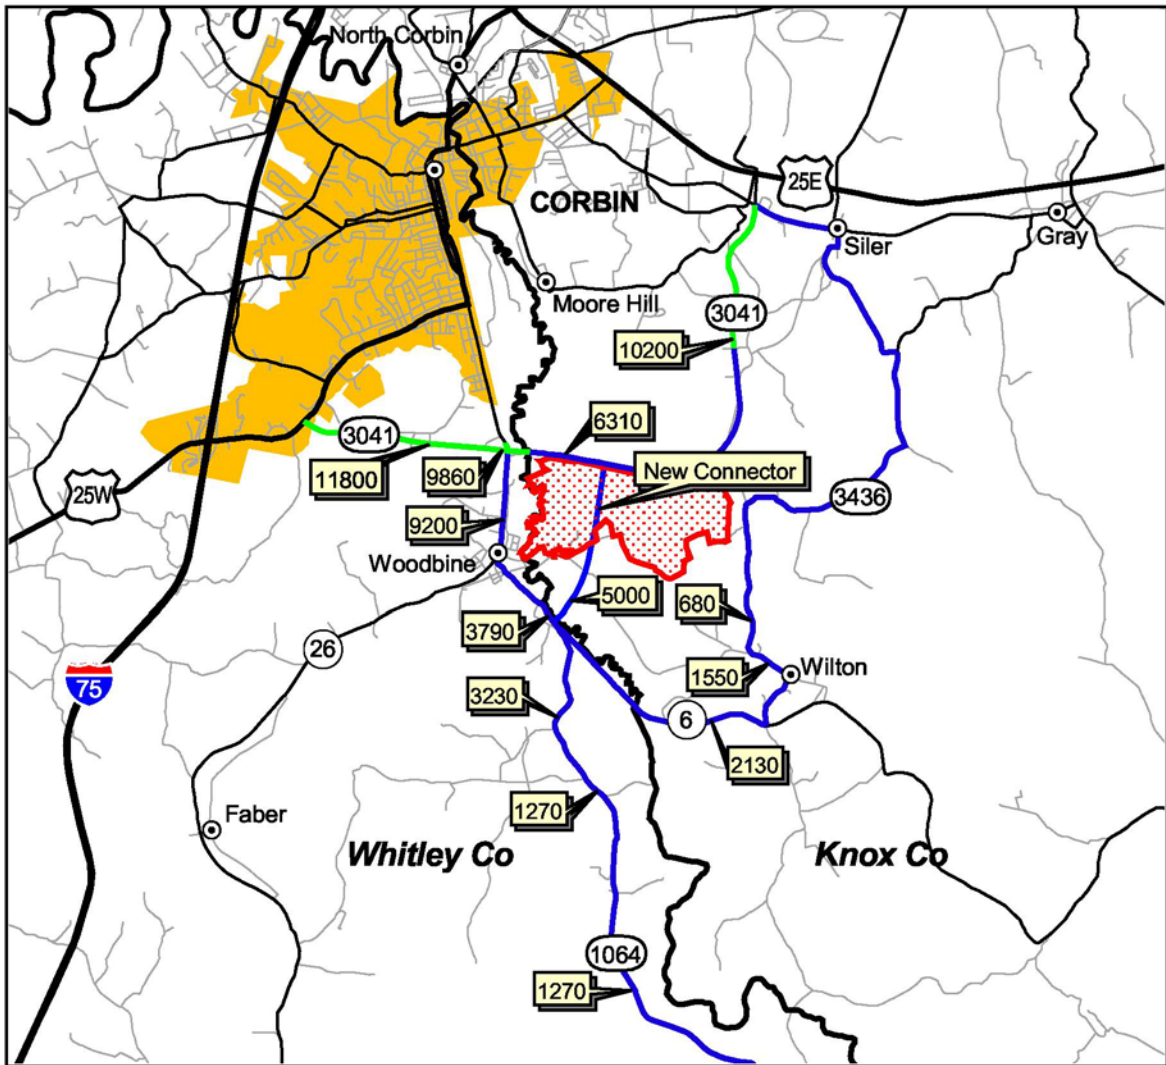 North Corbin
25E
CORBIN
Siler
Gray
Moore Hill
3041
10200
3041
6310
11800
9860
New Connector
25W
3436
9200
Woodbine
5000
680
3790
26
1550
Wilton
75
3230
6
2130
1270
Faber
Whitley Co
Knox Co
1064
1270